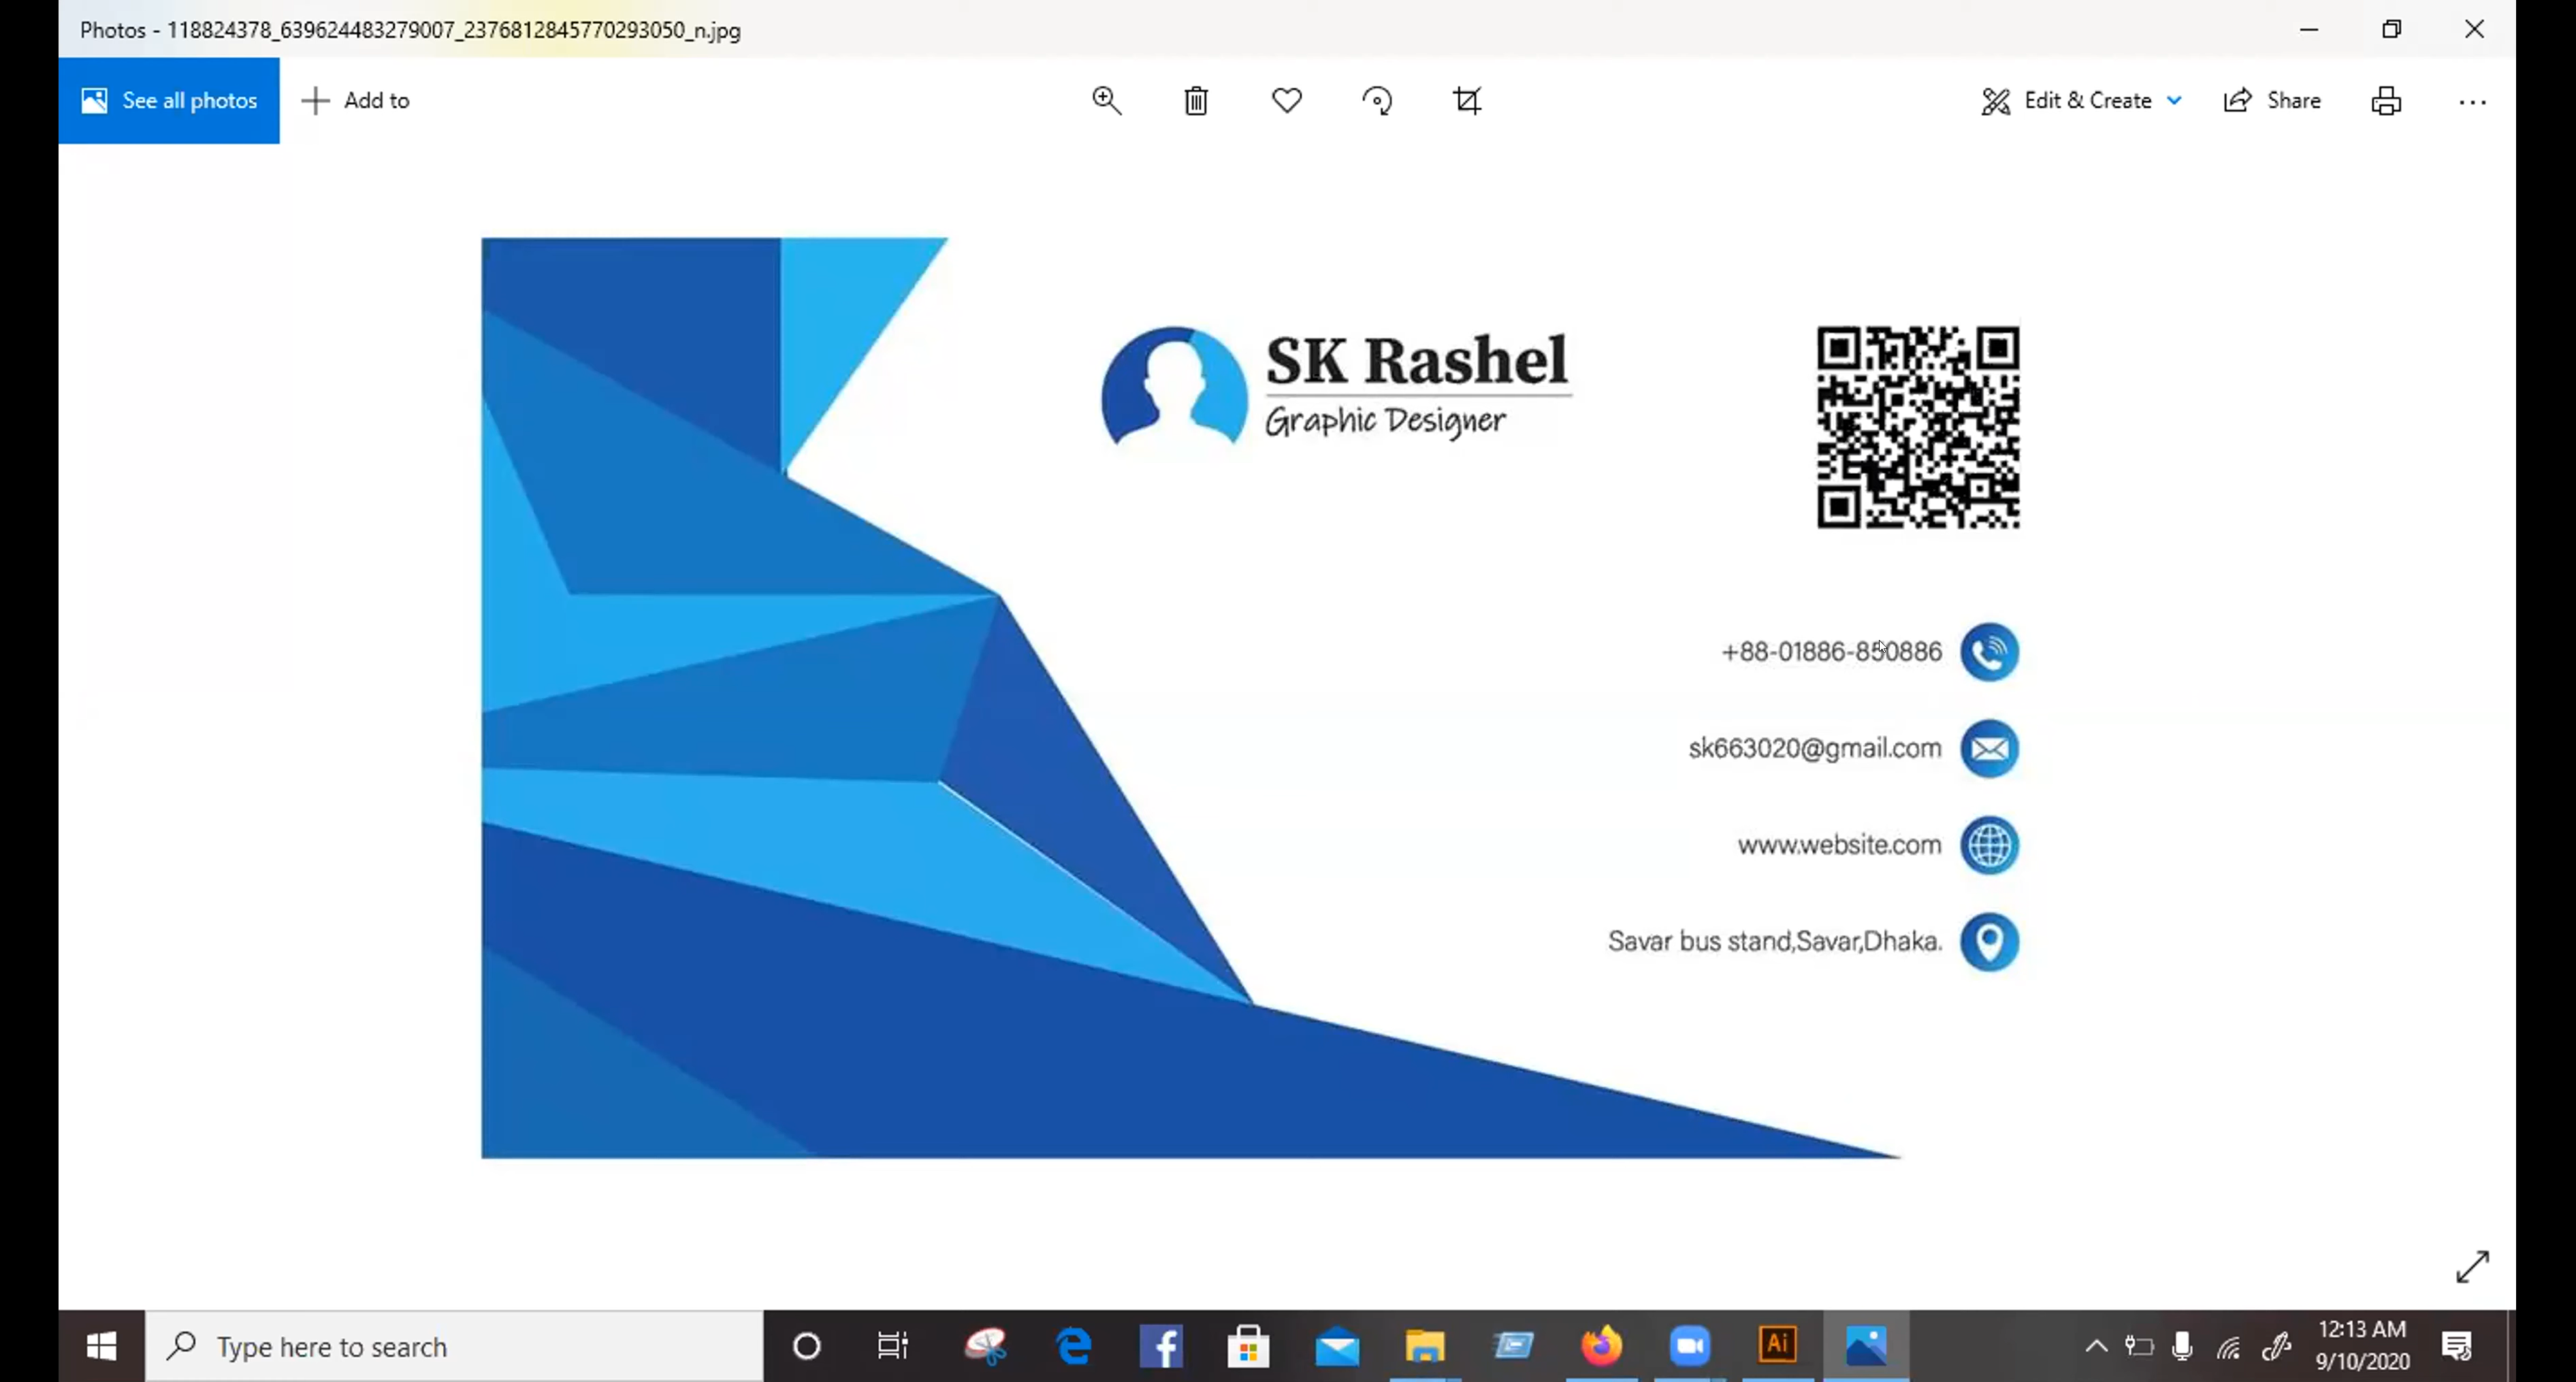 Photos - 118824378_639624483279007_2376812845770293050_n.jpg
See all photos
Add to
Edit & Create
Share
SK Rashel
Graphic Designer
+88-01886-850886
sk663020@gmail.com
www.website.com
Savar bus stand,Savar,Dhaka.
Type here to search
Ai
12:13 AM
9/10/2020